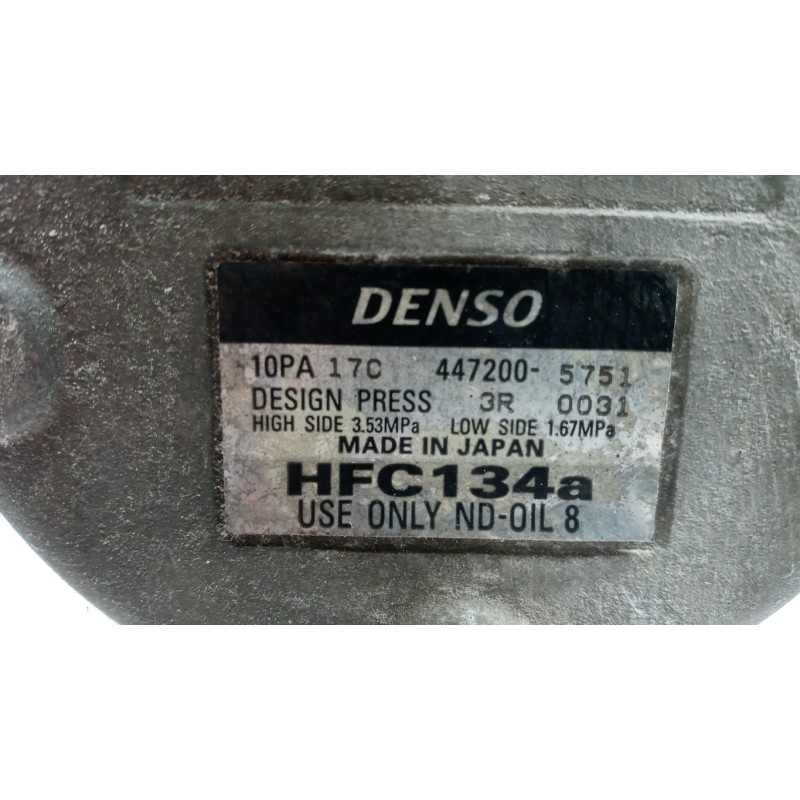 DENSO
10PA 17C 447200- 5751
DESIGN PRESS 3R 0031
HIGH SIDE 3.53MPa LOW SIDE 1.67MPa
MADE IN JAPAN
HFC134a
USE ONLY ND-OIL 8